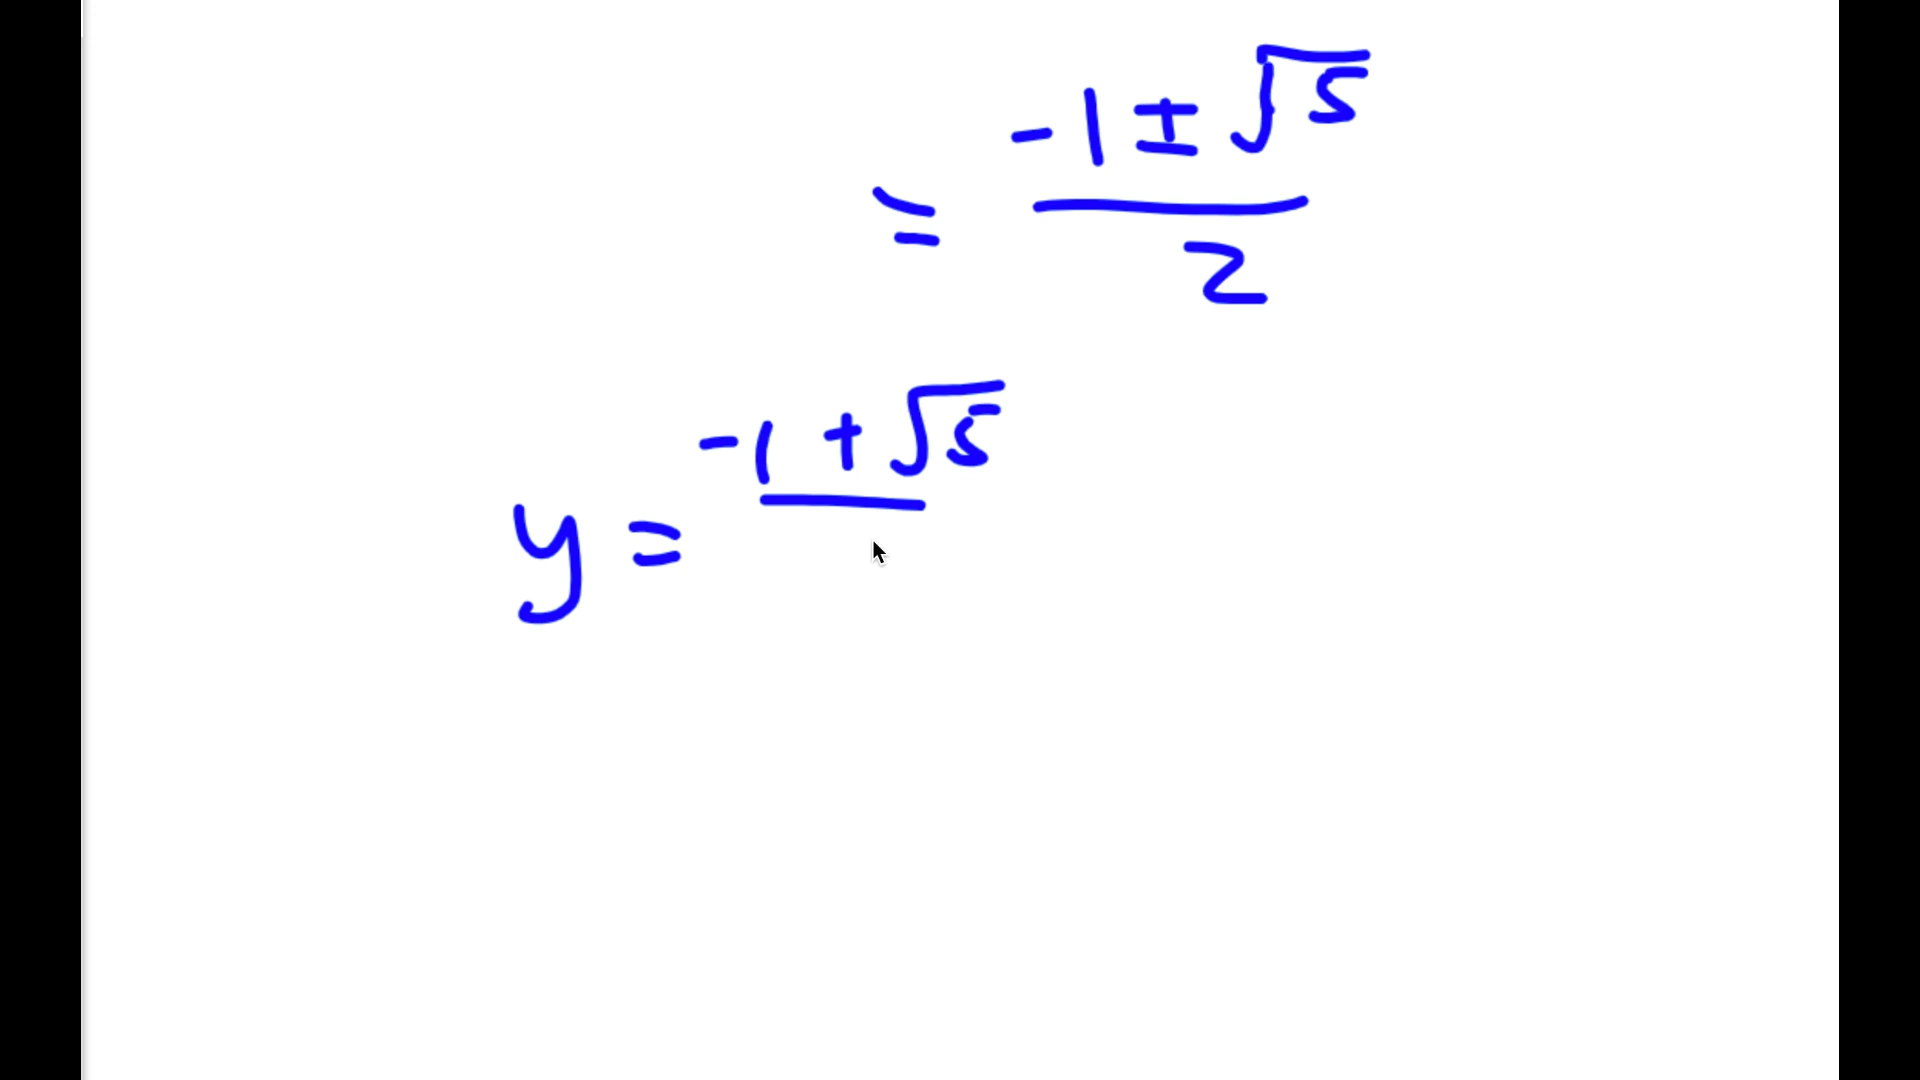 = (-1 ± √5) / 2
y = (-1 + √5) /